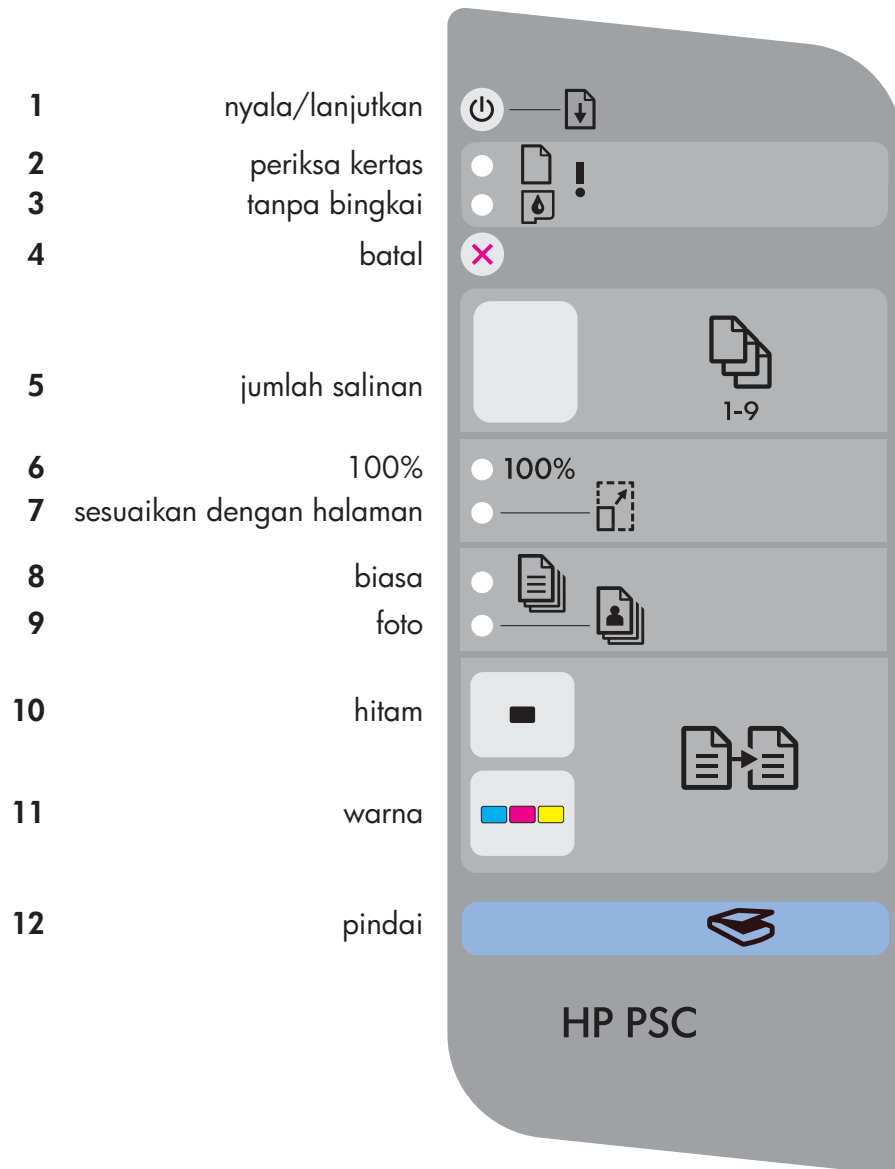 1 nyala/lanjutkan
2 periksa kertas
3 tanpa bingkai
4 batal
5 jumlah salinan
1-9
6 100% 100%
7 sesuaikan dengan halaman
8 biasa
9 foto
10 hitam
11 warna
12 pindai
HP PSC